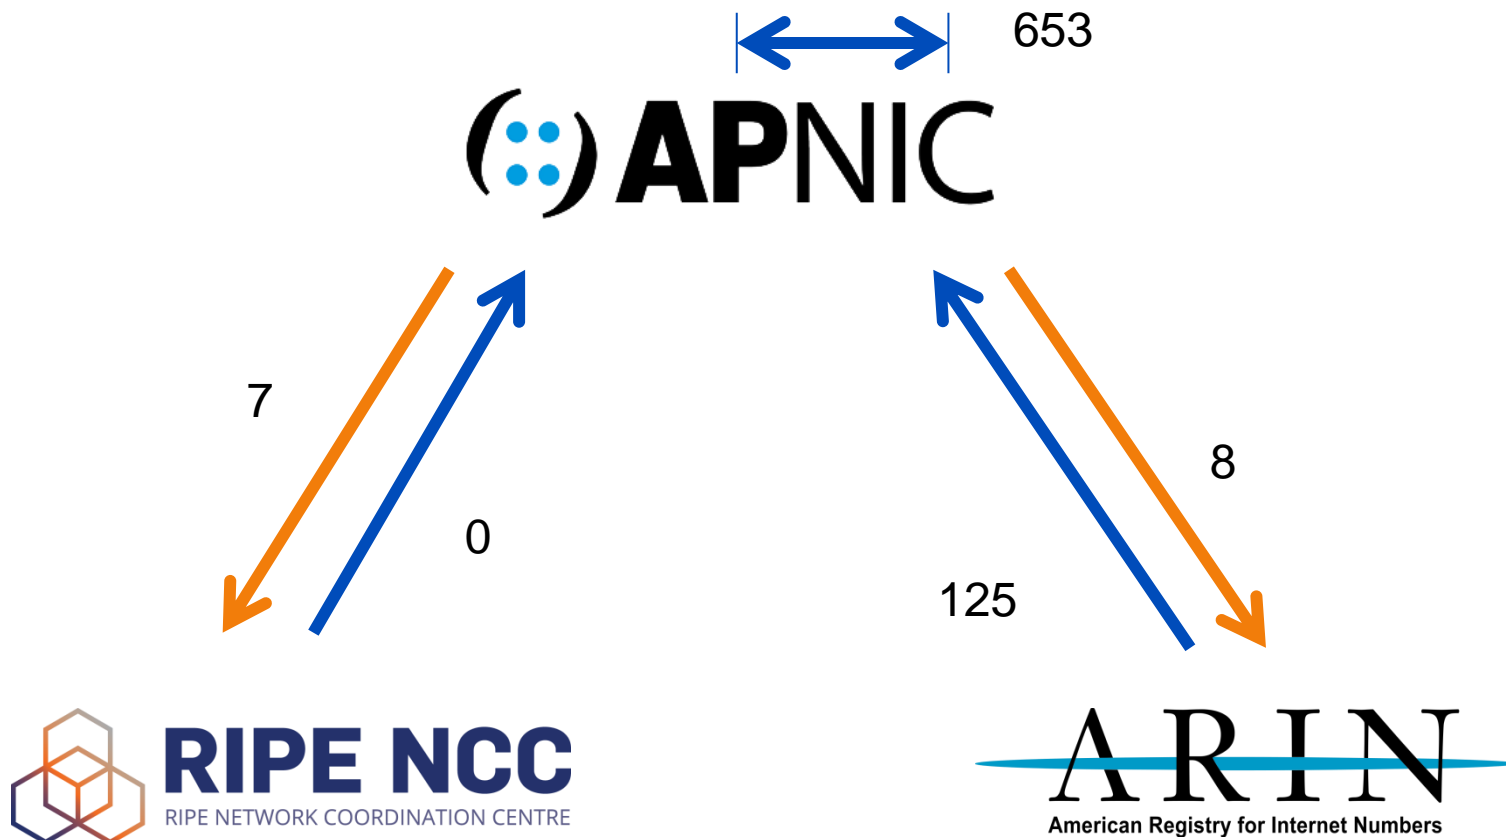 653
APNIC
7
0
8
125
RIPE NCC
RIPE NETWORK COORDINATION CENTRE
ARIN
American Registry for Internet Numbers